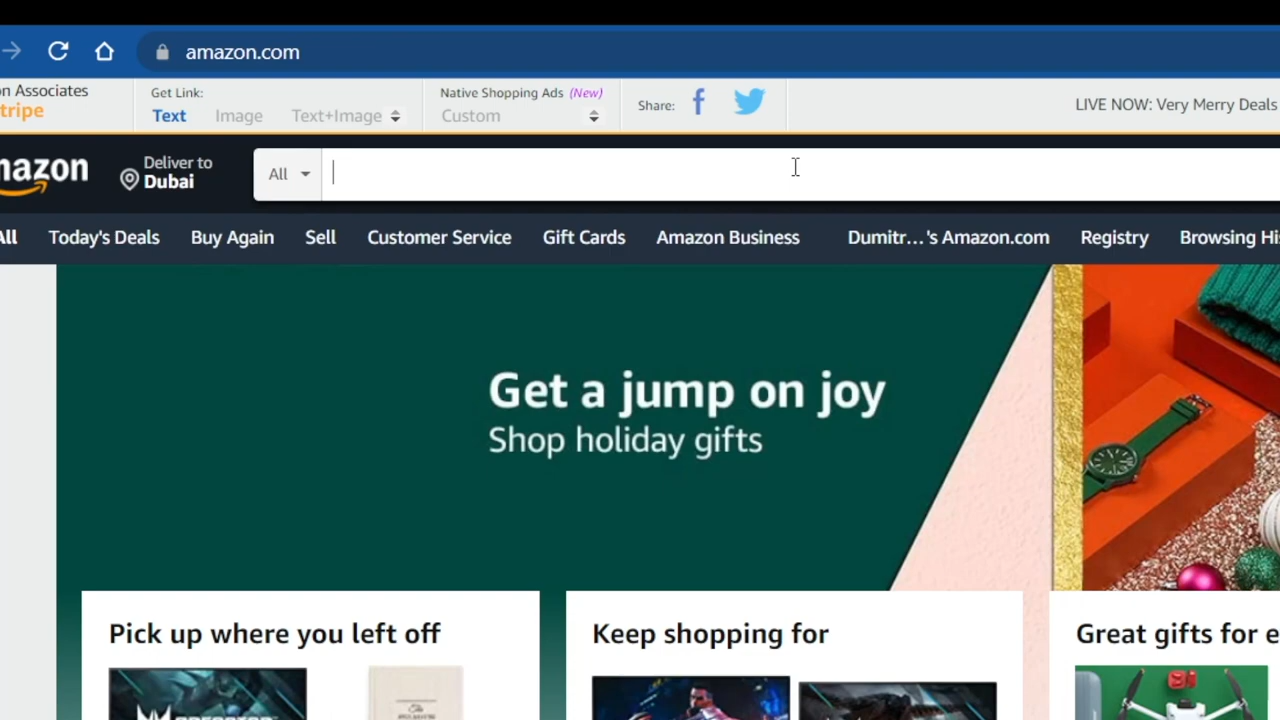 amazon.com
on Associates
Get Link:
Native Shopping Ads (New)
Share:
LIVE NOW: Very Merry Deals
tripe
Text
Image
Text+Image
Custom
mazon
Deliver to
Dubai
All
All
Today's Deals
Buy Again
Sell
Customer Service
Gift Cards
Amazon Business
Dumitr...'s Amazon.com
Registry
Browsing His
Get a jump on joy
Shop holiday gifts
Pick up where you left off
Keep shopping for
Great gifts for e
PREDATOR